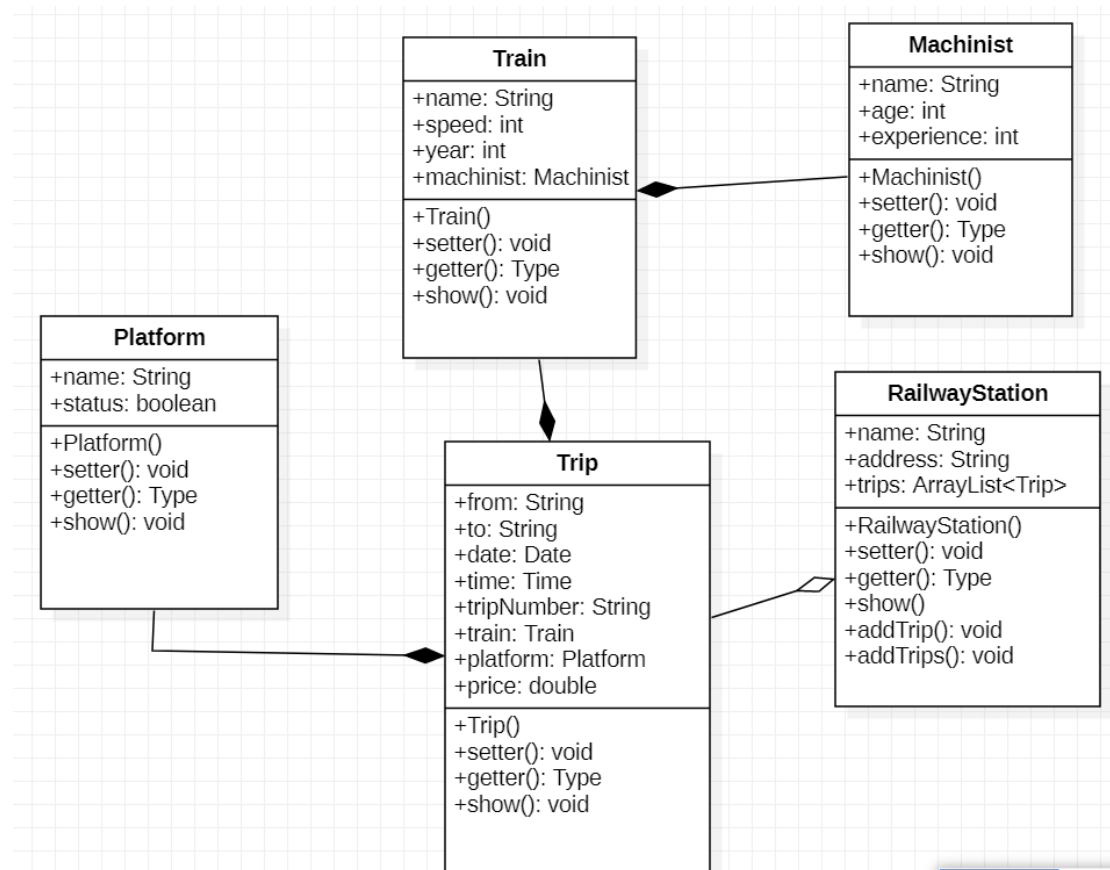 Train
+name: String
+speed: int
+year: int
+machinist: Machinist
+Train()
+setter(): void
+getter(): Type
+show(): void
Machinist
+name: String
+age: int
+experience: int
+Machinist()
+setter(): void
+getter(): Type
+show(): void
Platform
+name: String
+status: boolean
+Platform()
+setter(): void
+getter(): Type
+show(): void
Trip
+from: String
+to: String
+date: Date
+time: Time
+tripNumber: String
+train: Train
+platform: Platform
+price: double
+Trip()
+setter(): void
+getter(): Type
+show(): void
RailwayStation
+name: String
+address: String
+trips: ArrayList<Trip>
+RailwayStation()
+setter(): void
+getter(): Type
+show()
+addTrip(): void
+addTrips(): void